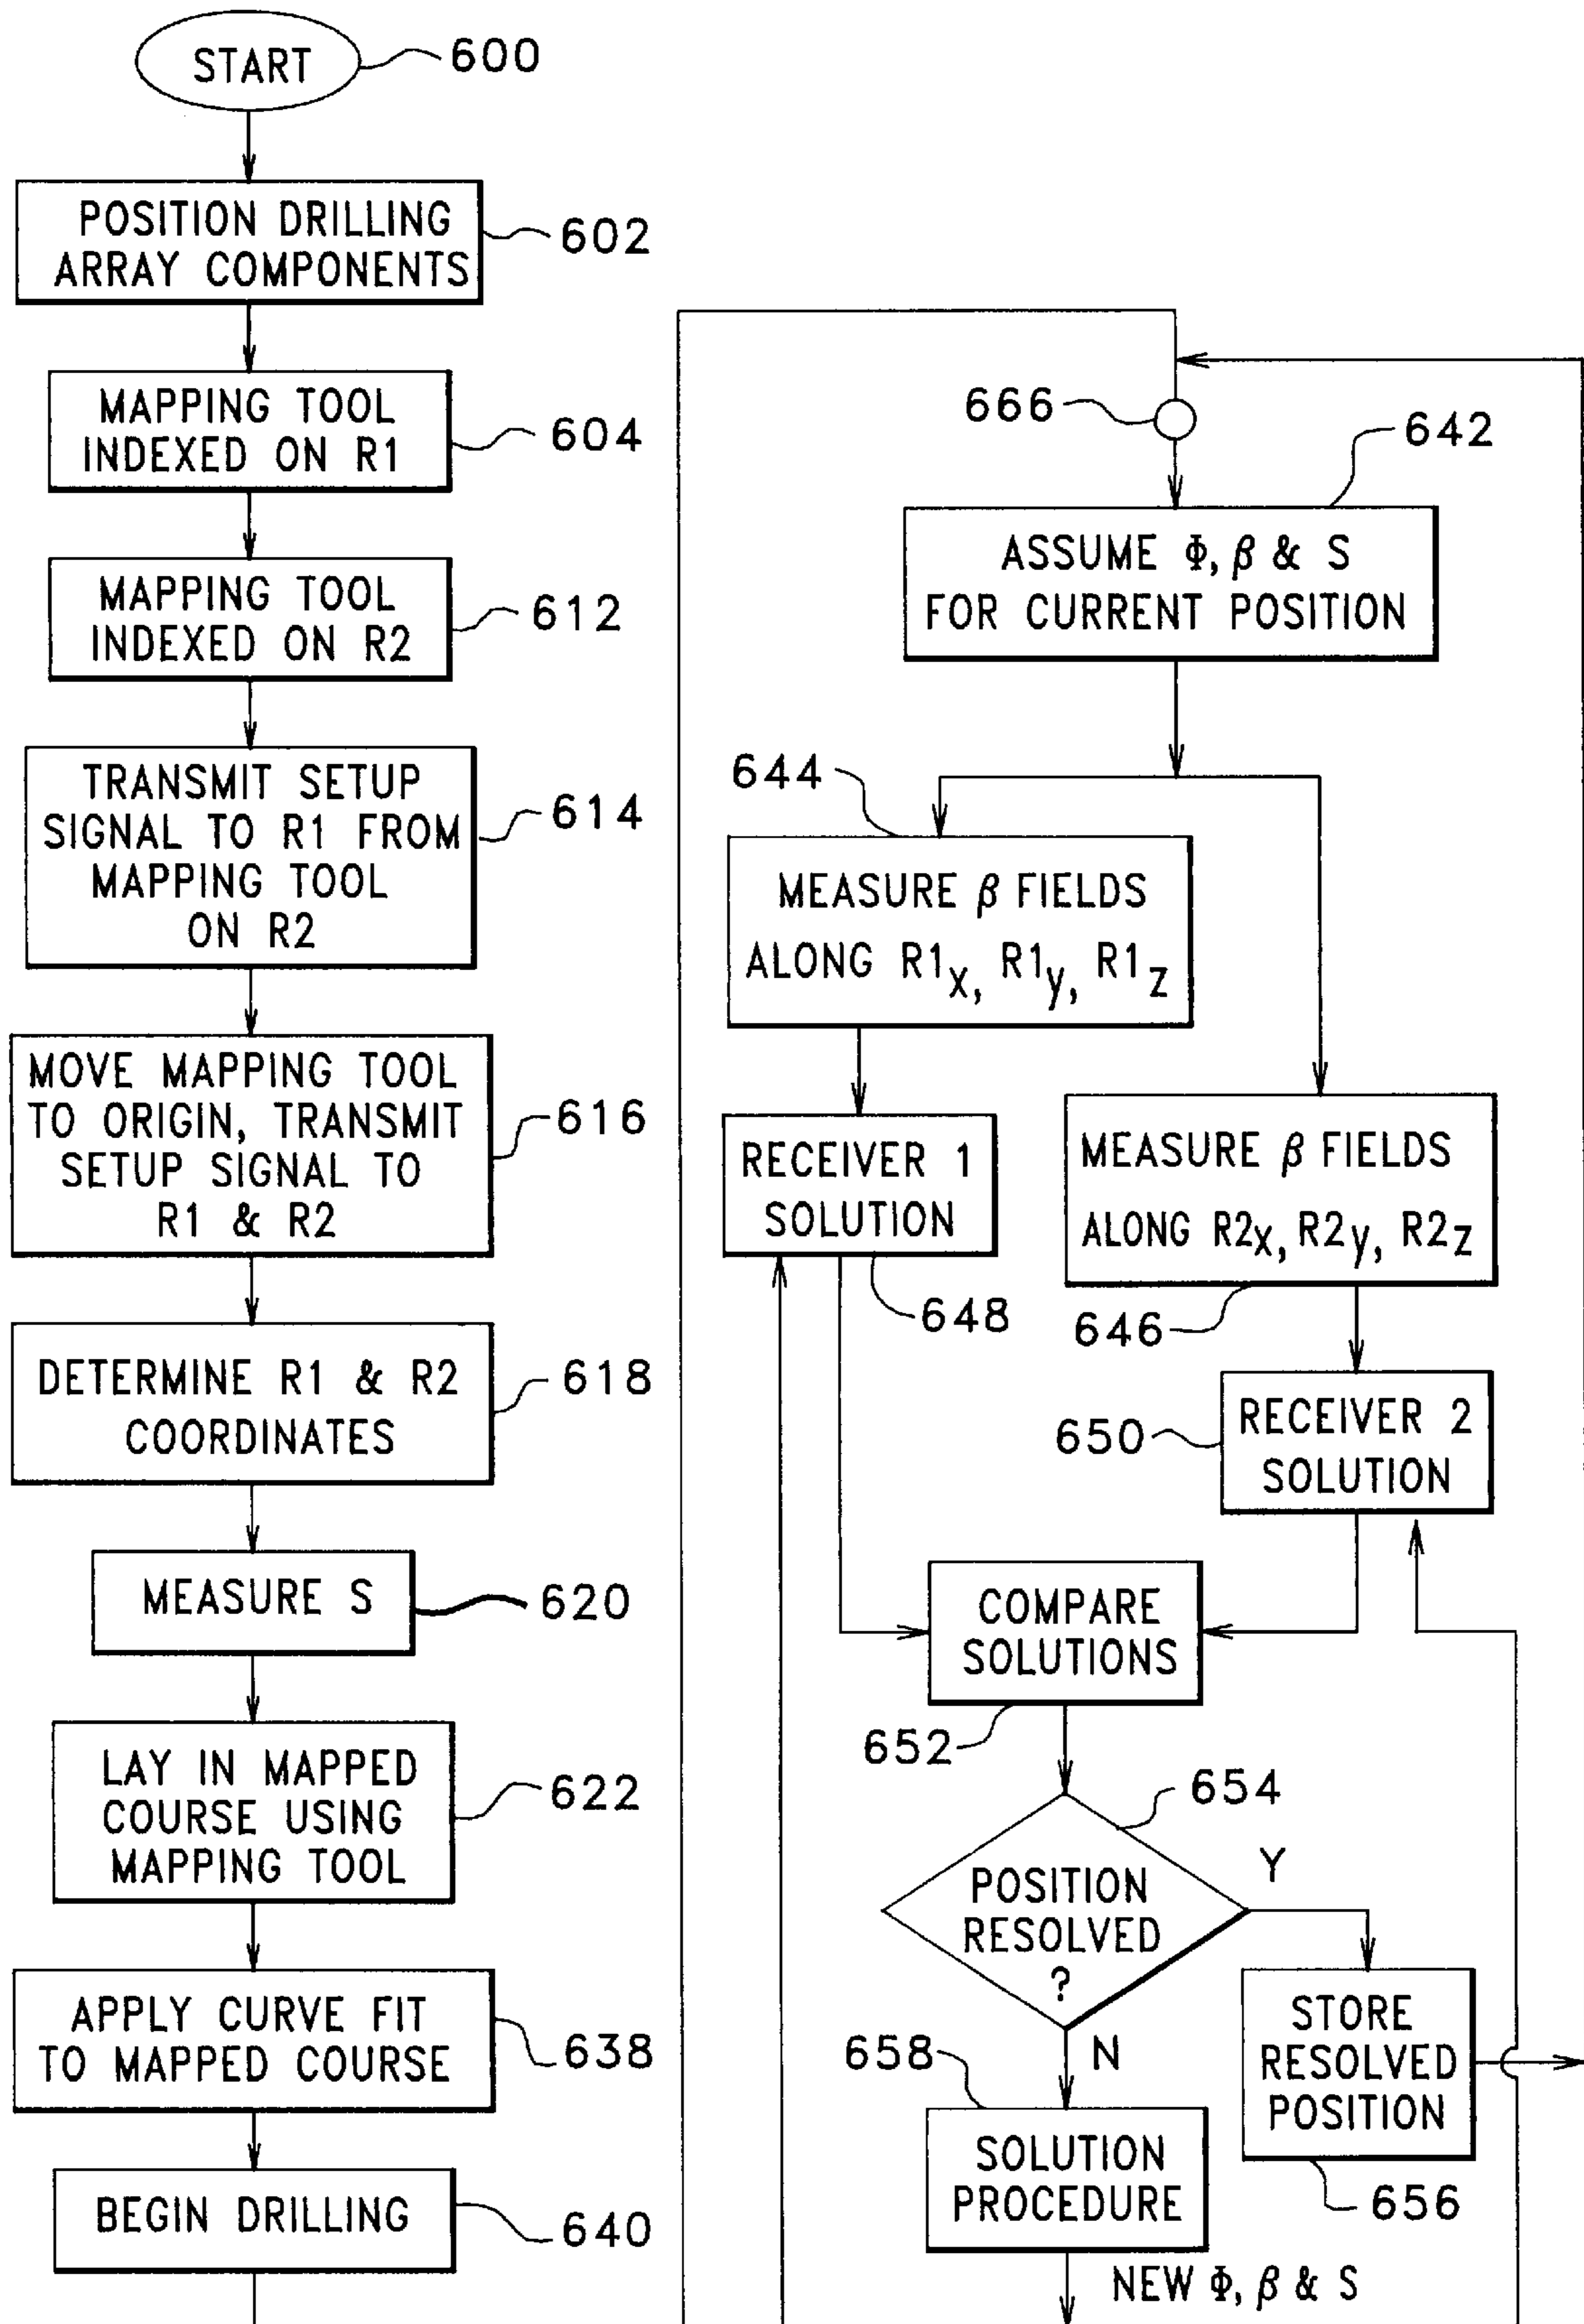 START
600
POSITION DRILLING
ARRAY COMPONENTS
602
MAPPING TOOL
INDEXED ON R1
604
MAPPING TOOL
INDEXED ON R2
612
TRANSMIT SETUP
SIGNAL TO R1 FROM
MAPPING TOOL
ON R2
614
MOVE MAPPING TOOL
TO ORIGIN, TRANSMIT
SETUP SIGNAL TO
R1 & R2
616
DETERMINE R1 & R2
COORDINATES
618
MEASURE S
620
LAY IN MAPPED
COURSE USING
MAPPING TOOL
622
APPLY CURVE FIT
TO MAPPED COURSE
638
BEGIN DRILLING
640
666
642
ASSUME Φ, β & S
FOR CURRENT POSITION
644
MEASURE β FIELDS
ALONG R1x, R1y, R1z
RECEIVER 1
SOLUTION
648
MEASURE β FIELDS
ALONG R2x, R2y, R2z
646
650
RECEIVER 2
SOLUTION
COMPARE
SOLUTIONS
652
654
POSITION
RESOLVED
?
Y
N
STORE
RESOLVED
POSITION
656
658
SOLUTION
PROCEDURE
NEW Φ, β & S